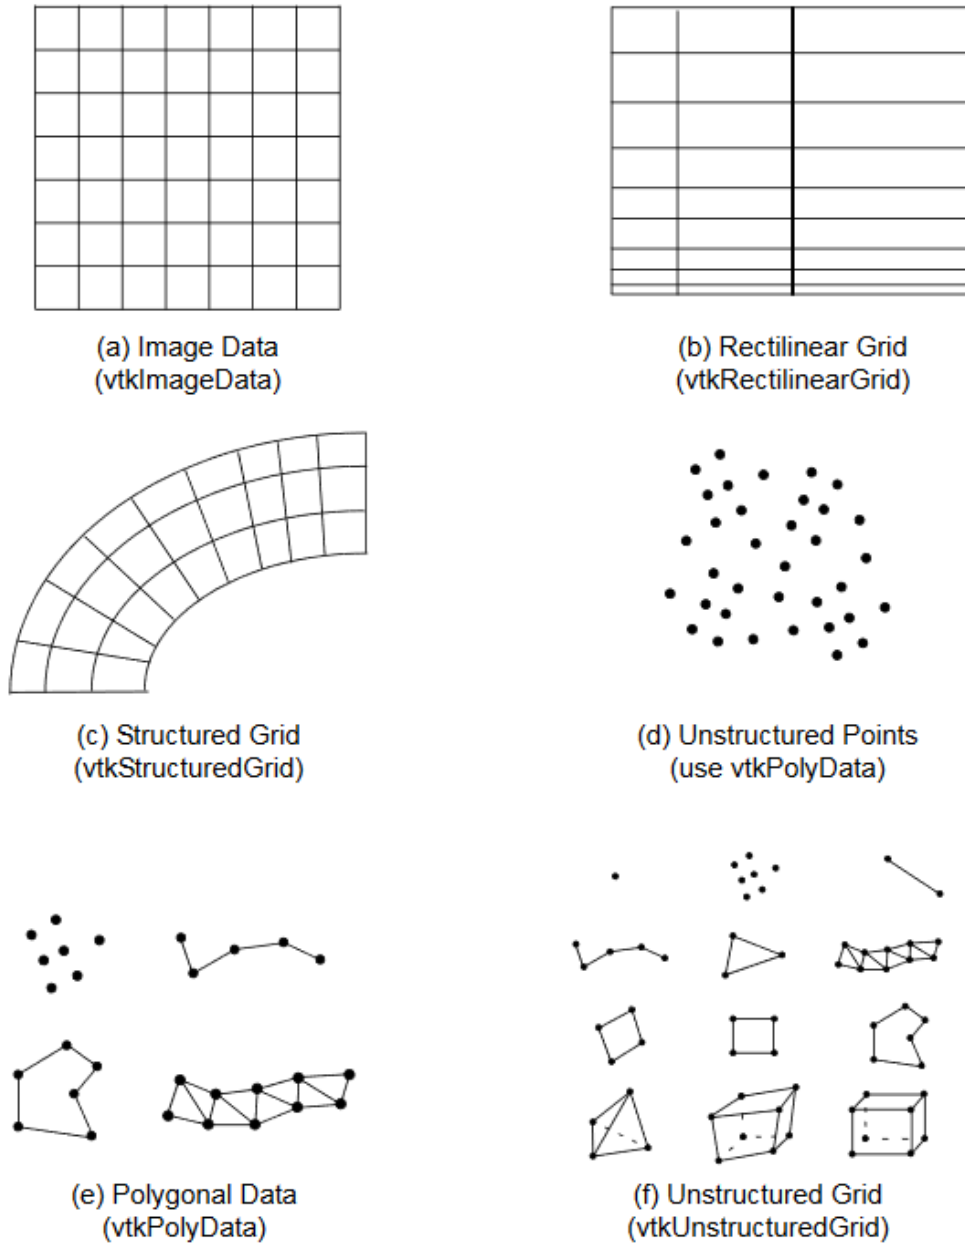 (a) Image Data
(vtkImageData)
(b) Rectilinear Grid
(vtkRectilinearGrid)
(c) Structured Grid
(vtkStructuredGrid)
(d) Unstructured Points
(use vtkPolyData)
(e) Polygonal Data
(vtkPolyData)
(f) Unstructured Grid
(vtkUnstructuredGrid)